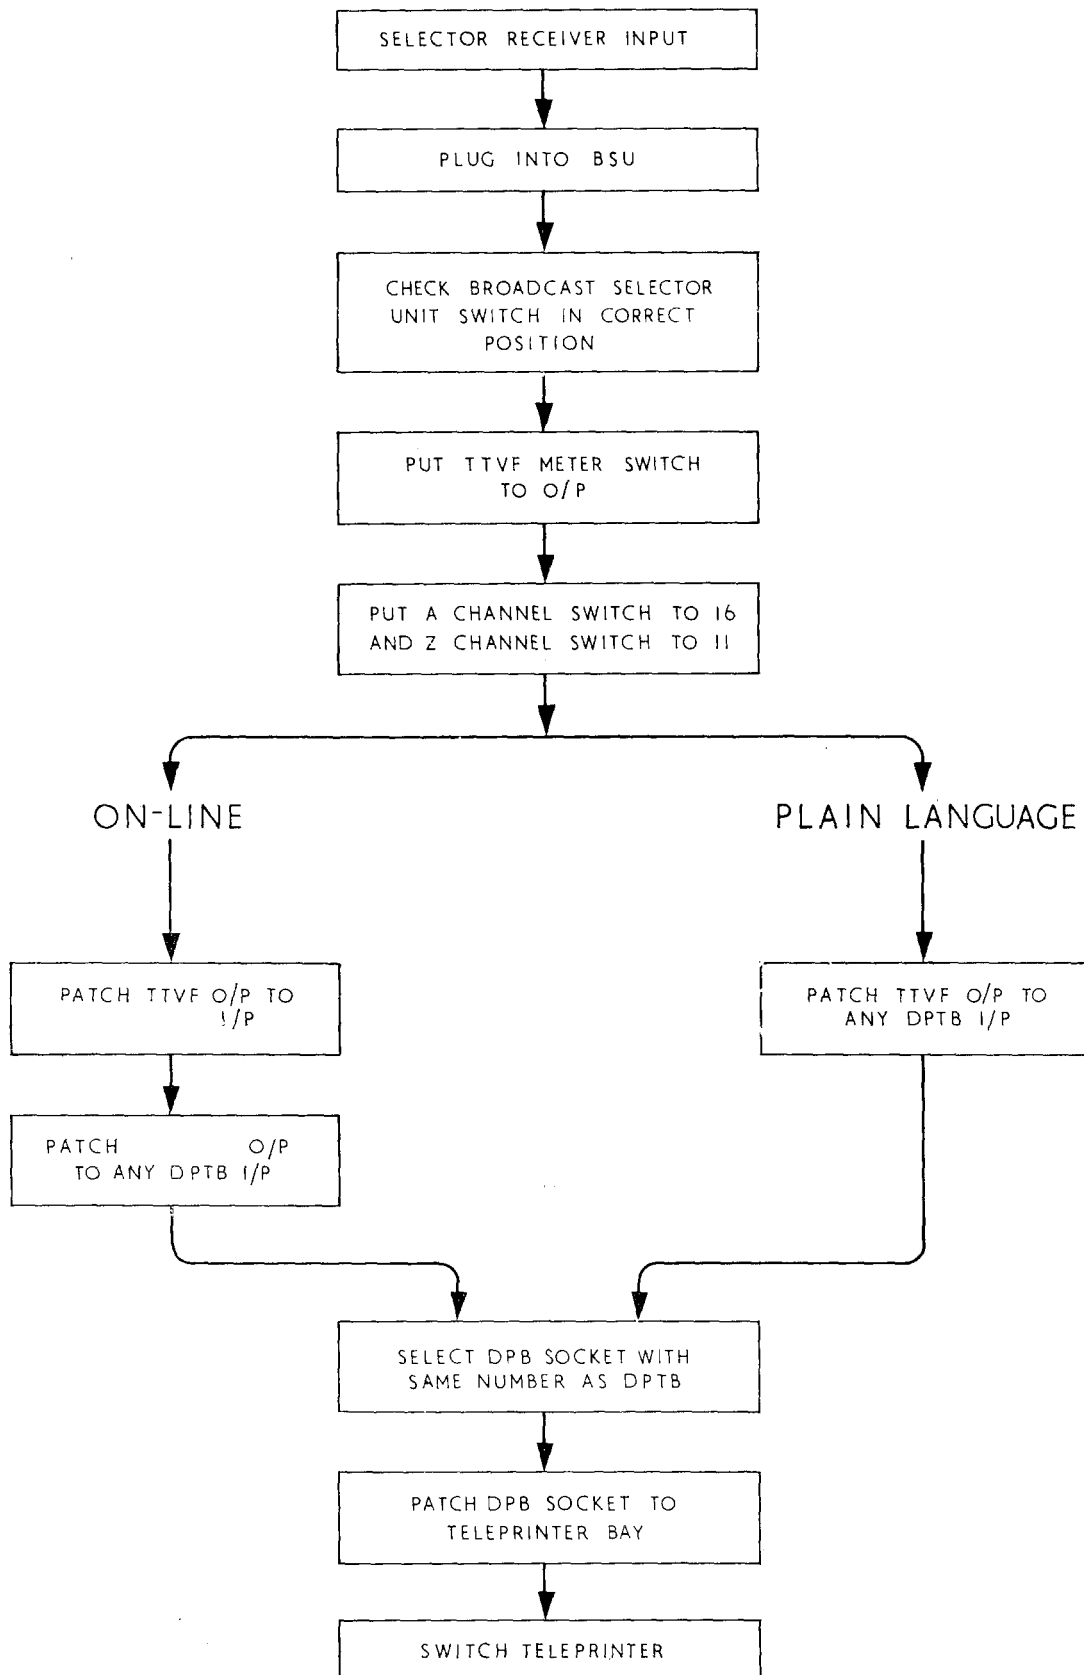 SELECTOR RECEIVER INPUT
PLUG INTO BSU
CHECK BROADCAST SELECTOR
UNIT SWITCH IN CORRECT
POSITION
PUT TTVF METER SWITCH
TO O/P
PUT A CHANNEL SWITCH TO 16
AND Z CHANNEL SWITCH TO 11
ON-LINE
PLAIN LANGUAGE
PATCH TTVF O/P TO
I/P
PATCH TTVF O/P TO
ANY DPTB I/P
PATCH O/P
TO ANY DPTB I/P
SELECT DPB SOCKET WITH
SAME NUMBER AS DPTB
PATCH DPB SOCKET TO
TELEPRINTER BAY
SWITCH TELEPRINTER